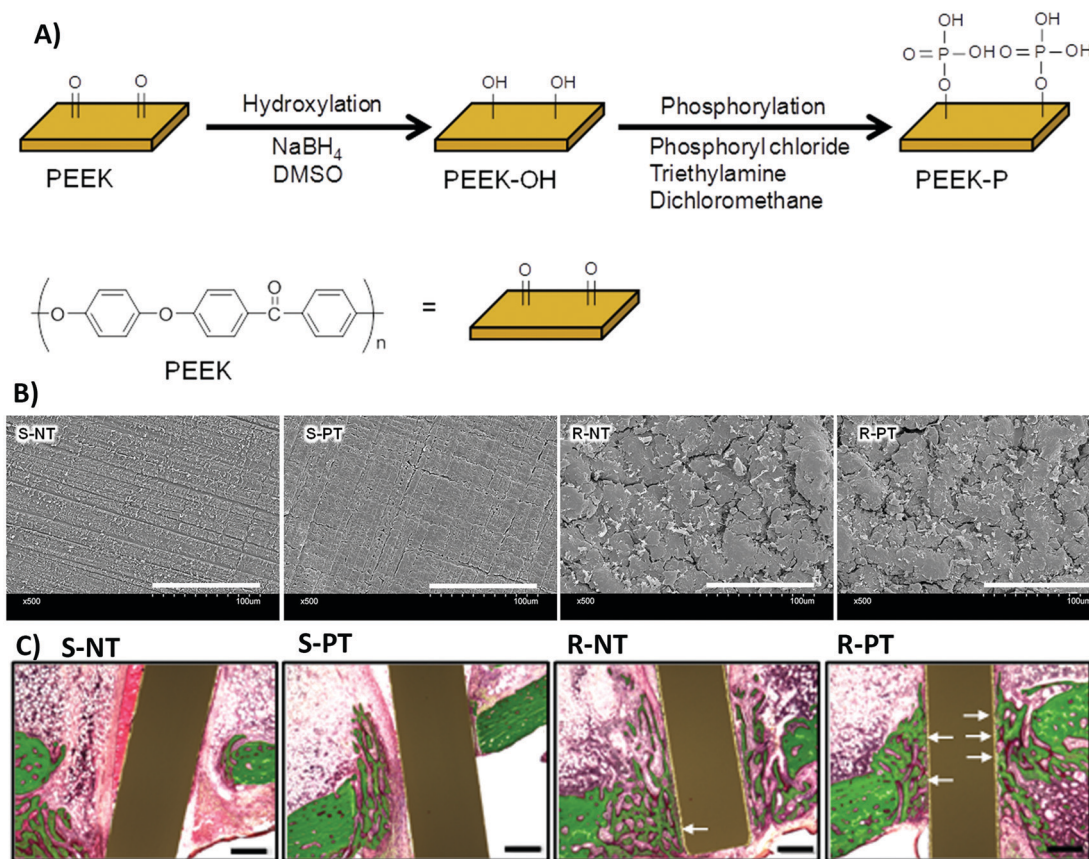 A)
O O
PEEK
Hydroxylation
NaBH4
DMSO
OH OH
PEEK-OH
Phosphorylation
Phosphoryl chloride
Triethylamine
Dichloromethane
OH OH
O=P-OH O=P-OH
O O
PEEK-P
O O
O
C
n
PEEK
=
O O
B)
S-NT
x500 100um
S-PT
x500 100um
R-NT
x500 100um
R-PT
x500 100um
C) S-NT
S-PT
R-NT
R-PT